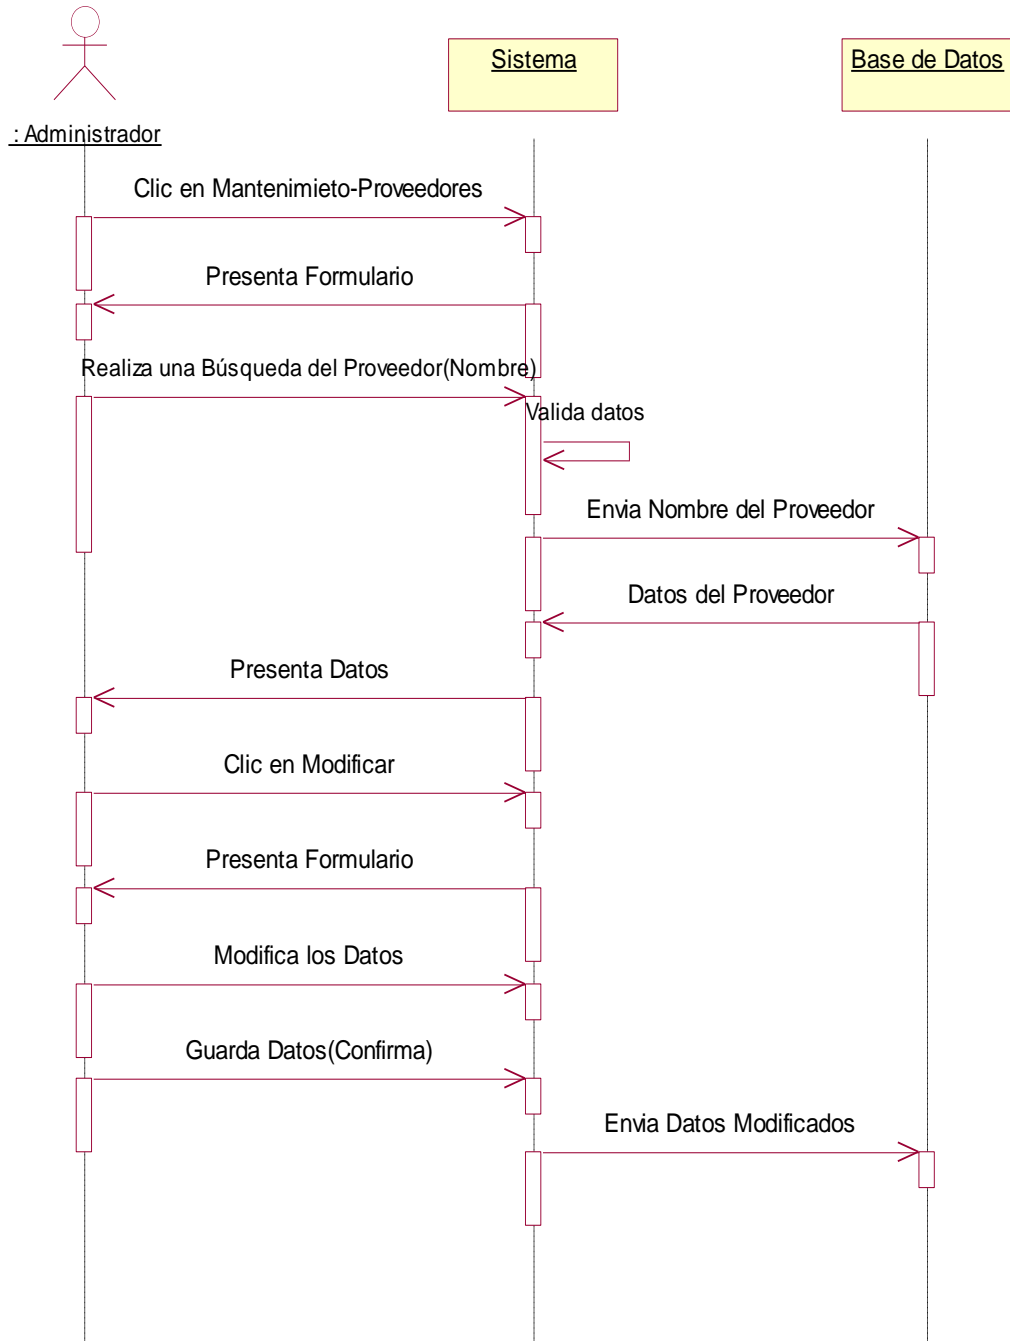 Sistema
Base de Datos
: Administrador
Clic en Mantenimieto-Proveedores
Presenta Formulario
Realiza una Búsqueda del Proveedor(Nombre)
Valida datos
Envia Nombre del Proveedor
Datos del Proveedor
Presenta Datos
Clic en Modificar
Presenta Formulario
Modifica los Datos
Guarda Datos(Confirma)
Envia Datos Modificados